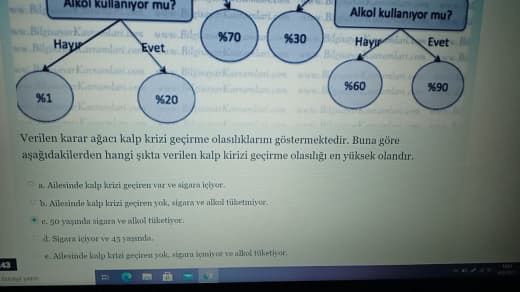 Alkol kullanıyor mu?
Alkol kullanıyor mu?
Hayır
Evet
%70
%30
Hayır
Evet
%1
%20
%60
%90
Verilen karar ağacı kalp krizi geçirme olasılıklarını göstermektedir. Buna göre
aşağıdakilerden hangi şıkta verilen kalp kirizi geçirme olasılığı en yüksek olandır.
a. Ailesinde kalp krizi geçiren var ve sigara içiyor.
b. Ailesinde kalp krizi geçiren yok, sigara ve alkol tüketmiyor.
c. 50 yaşında sigara ve alkol tüketiyor.
d. Sigara içiyor ve 45 yaşında.
e. Ailesinde kalp krizi geçiren yok, sigara içmiyor ve alkol tüketiyor.
43